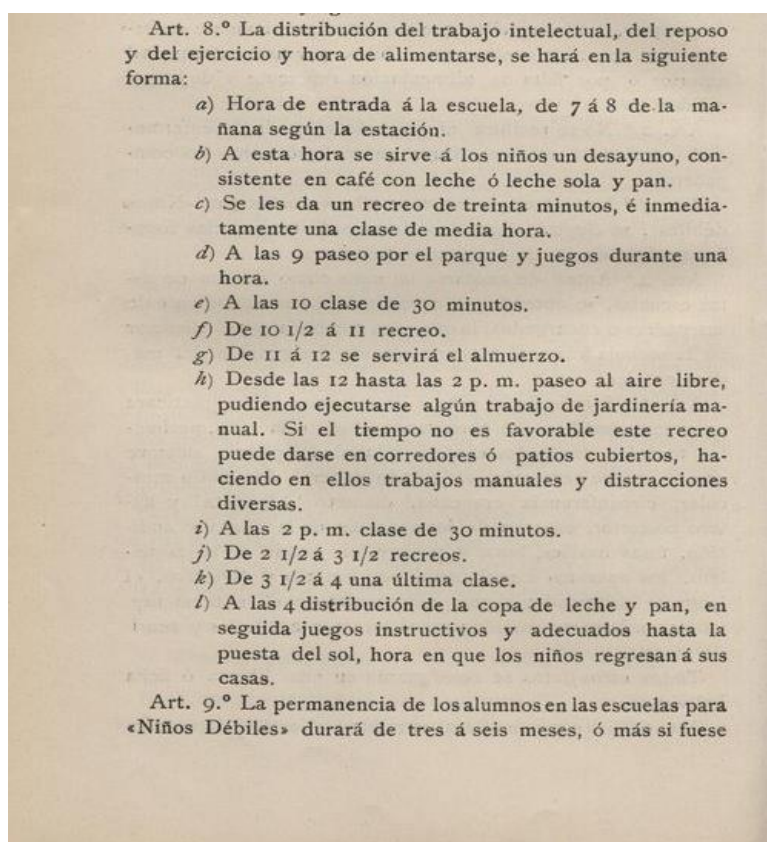 Art. 8.º La distribución del trabajo intelectual, del reposo
y del ejercicio y hora de alimentarse, se hará en la siguiente
forma:
a) Hora de entrada á la escuela, de 7 á 8 de la ma-
ñana según la estación.
b) A esta hora se sirve á los niños un desayuno, con-
sistente en café con leche ó leche sola y pan.
c) Se les da un recreo de treinta minutos, é inmedia-
tamente una clase de media hora.
d) A las 9 paseo por el parque y juegos durante una
hora.
e) A las 10 clase de 30 minutos.
f) De 10 1/2 á 11 recreo.
g) De 11 á 12 se servirá el almuerzo.
h) Desde las 12 hasta las 2 p. m. paseo al aire libre,
pudiendo ejecutarse algún trabajo de jardinería ma-
nual. Si el tiempo no es favorable este recreo
puede darse en corredores ó patios cubiertos, ha-
ciendo en ellos trabajos manuales y distracciones
diversas.
i) A las 2 p. m. clase de 30 minutos.
j) De 2 1/2 á 3 1/2 recreos.
k) De 3 1/2 á 4 una última clase.
l) A las 4 distribución de la copa de leche y pan, en
seguida juegos instructivos y adecuados hasta la
puesta del sol, hora en que los niños regresan á sus
casas.
Art. 9.º La permanencia de los alumnos en las escuelas para
«Niños Débiles» durará de tres á seis meses, ó más si fuese